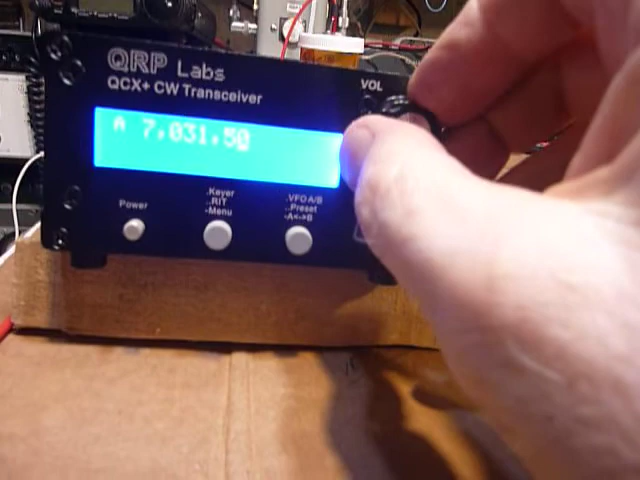 QRP Labs
QCX+ CW Transceiver
VOL
A 7,031.50
Power
.Keyer
..RIT
-Menu
.VFO A/B
..Preset
-A<->B